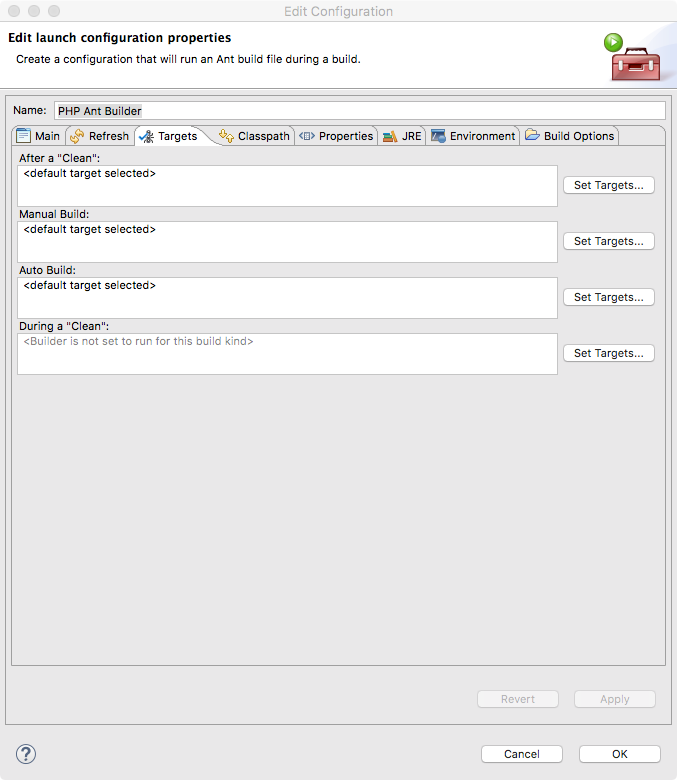 Edit Configuration
Edit launch configuration properties
Create a configuration that will run an Ant build file during a build.
Name: PHP Ant Builder
Main Refresh Targets Classpath Properties JRE Environment Build Options
After a "Clean":
<default target selected>
Set Targets...
Manual Build:
<default target selected>
Set Targets...
Auto Build:
<default target selected>
Set Targets...
During a "Clean":
<Builder is not set to run for this build kind>
Set Targets...
Revert Apply
? Cancel OK